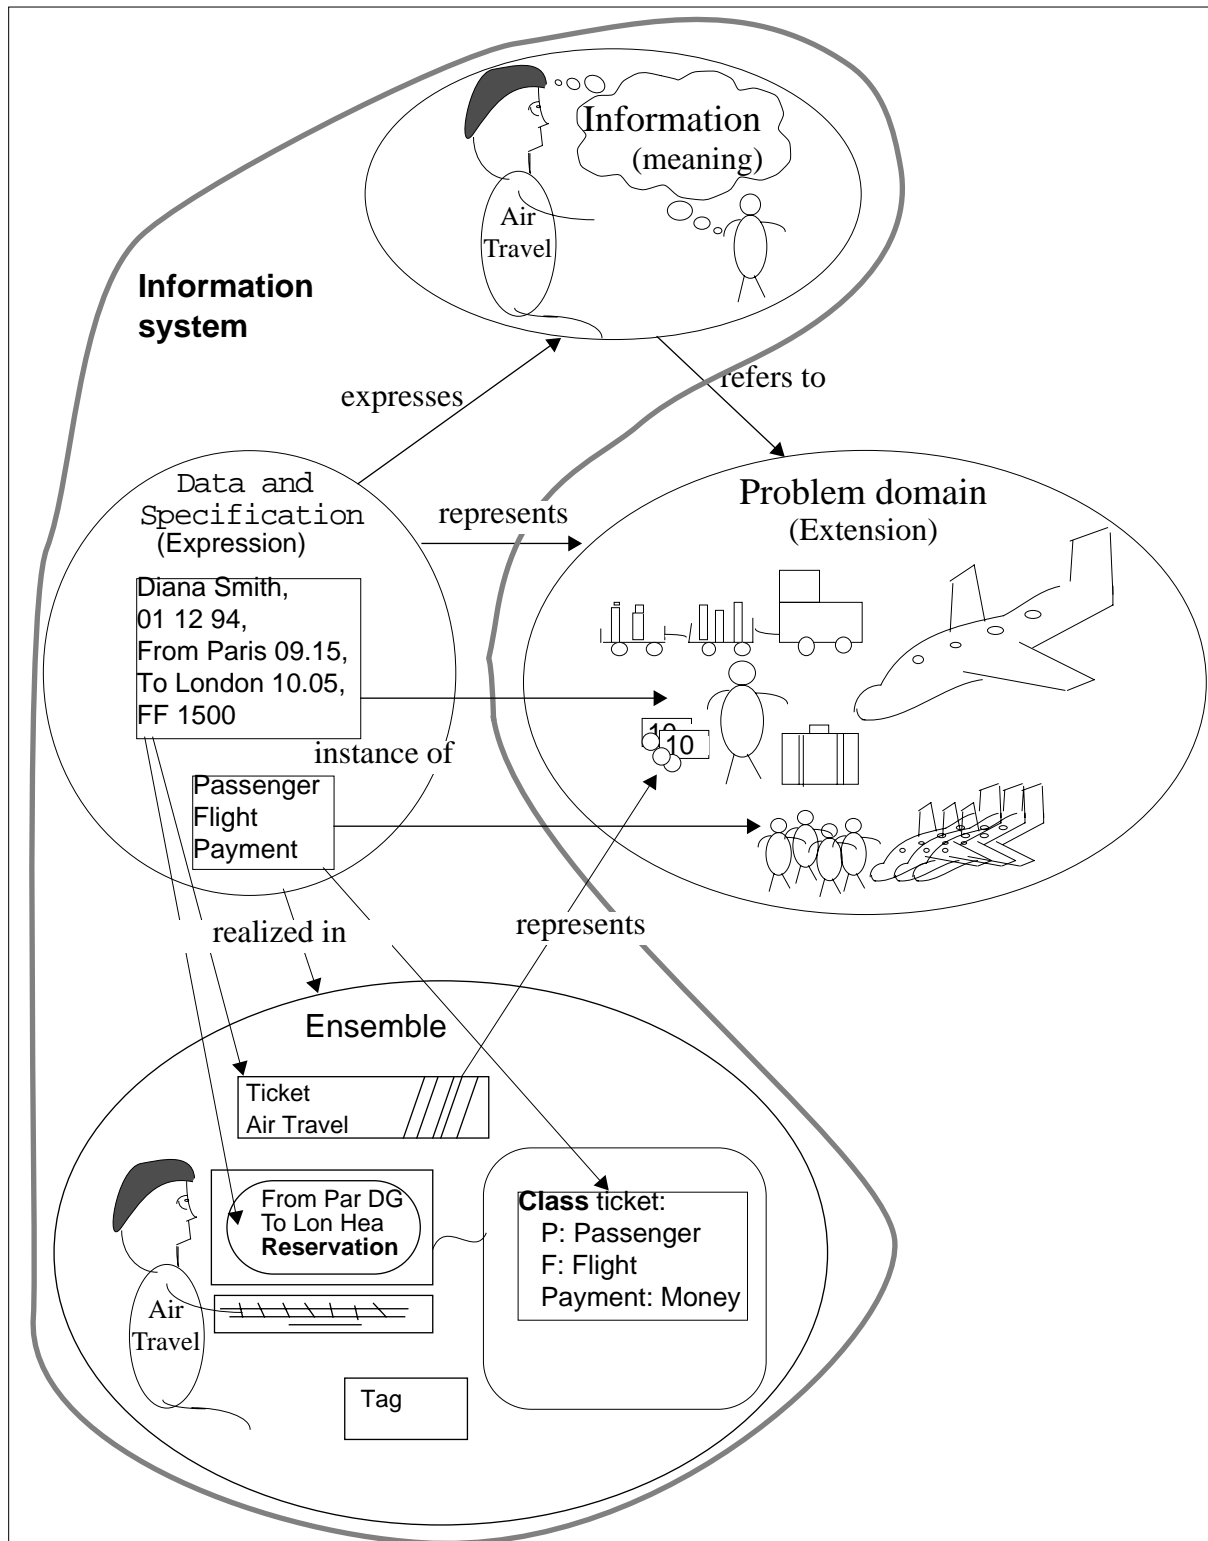 Information
(meaning)
Air
Travel
Information
system
expresses
refers to
Data and
Specification
(Expression)
represents
Problem domain
(Extension)
Diana Smith,
01 12 94,
From Paris 09.15,
To London 10.05,
FF 1500
10
10
instance of
Passenger
Flight
Payment
realized in
represents
Ensemble
Ticket
Air Travel
From Par DG
To Lon Hea
Reservation
Class ticket:
P: Passenger
F: Flight
Payment: Money
Air
Travel
Tag